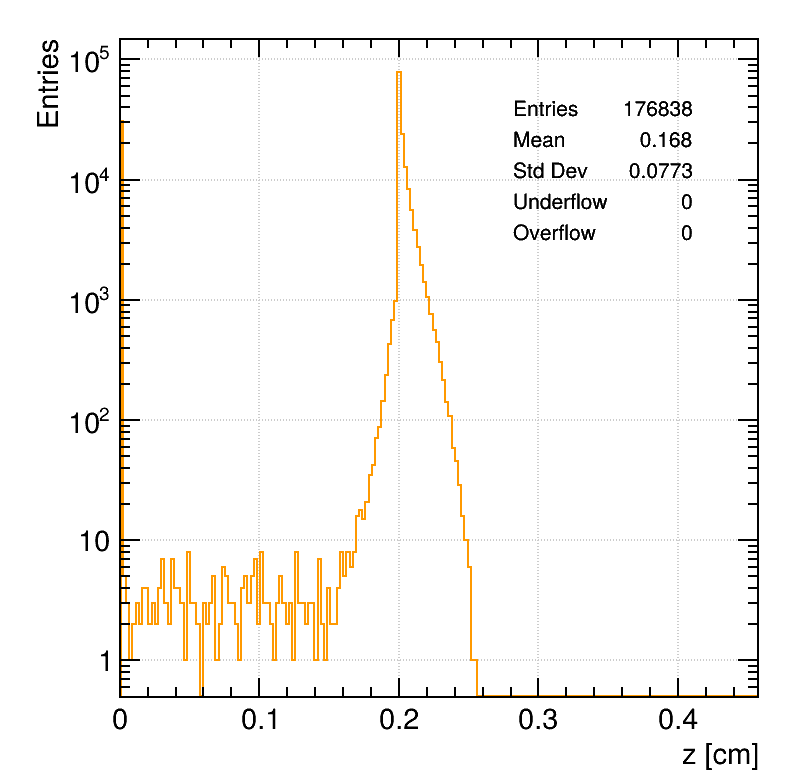 Entries
10^5
10^4
10^3
10^2
10
1
Entries 176838
Mean 0.168
Std Dev 0.0773
Underflow 0
Overflow 0
0 0.1 0.2 0.3 0.4
z [cm]